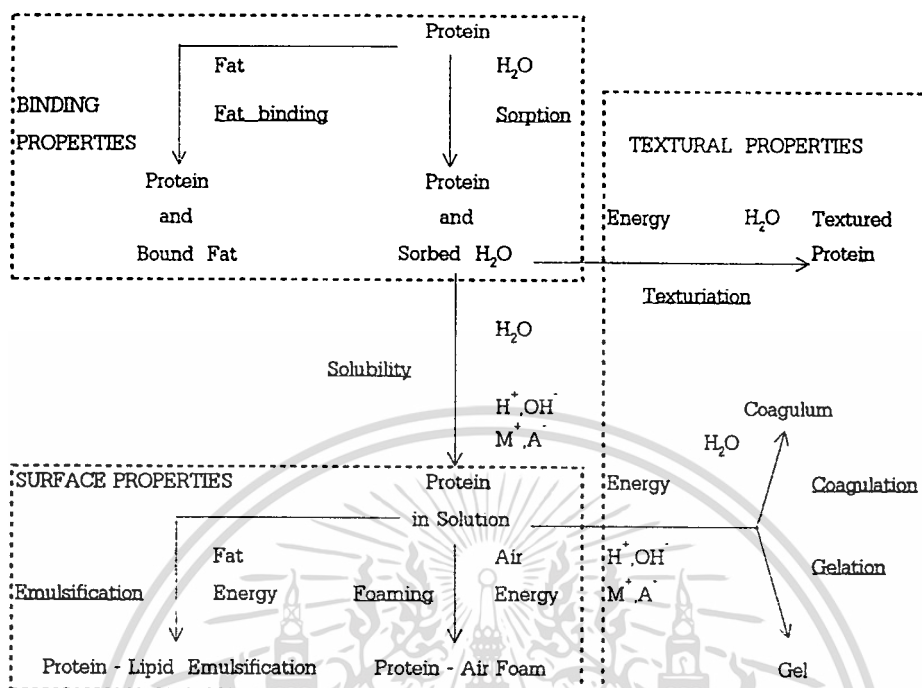 Protein
Fat H₂O
BINDING Fat binding Sorption
PROPERTIES
TEXTURAL PROPERTIES
Protein Protein
and and
Bound Fat Sorbed H₂O
Energy H₂O Textured
Protein
Texturiation
H₂O
Solubility
H⁺,OH⁻
M⁺,A⁻
Coagulum
H₂O
SURFACE PROPERTIES Protein Energy Coagulation
in Solution
Fat Air H⁺,OH⁻ Gelation
Emulsification Energy Foaming Energy M⁺,A⁻
Protein - Lipid Emulsification Protein - Air Foam Gel